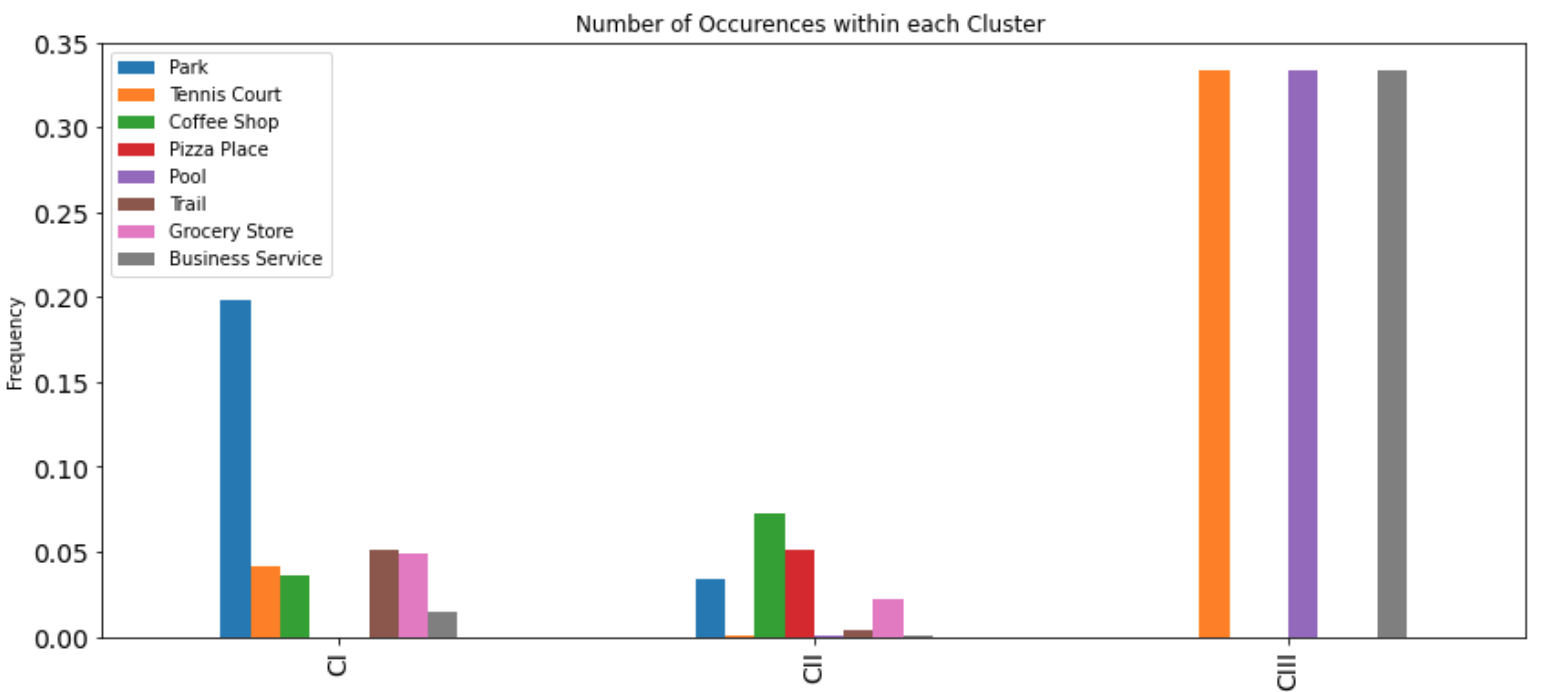 Number of Occurences within each Cluster
0.35
0.30
0.25
0.20
0.15
0.10
0.05
0.00
Frequency
Park
Tennis Court
Coffee Shop
Pizza Place
Pool
Trail
Grocery Store
Business Service
CI
CII
CIII